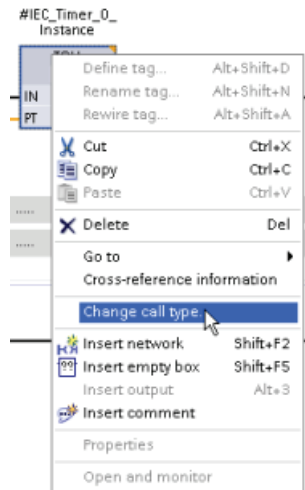 #IEC_Timer_0_
Instance
IN
PT
Define tag... Alt+Shift+D
Rename tag... Alt+Shift+N
Rewire tag... Alt+Shift+A
Cut Ctrl+X
Copy Ctrl+C
Paste Ctrl+V
Delete Del
Go to
Cross-reference information
Change call type...
Insert network Shift+F2
Insert empty box Shift+F5
Insert output Alt+3
Insert comment
Properties
Open and monitor